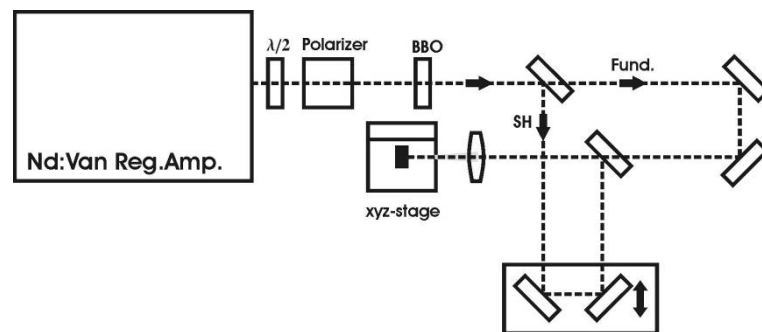 λ/2
Polarizer
BBO
Fund.
SH
Nd:Van Reg.Amp.
xyz-stage